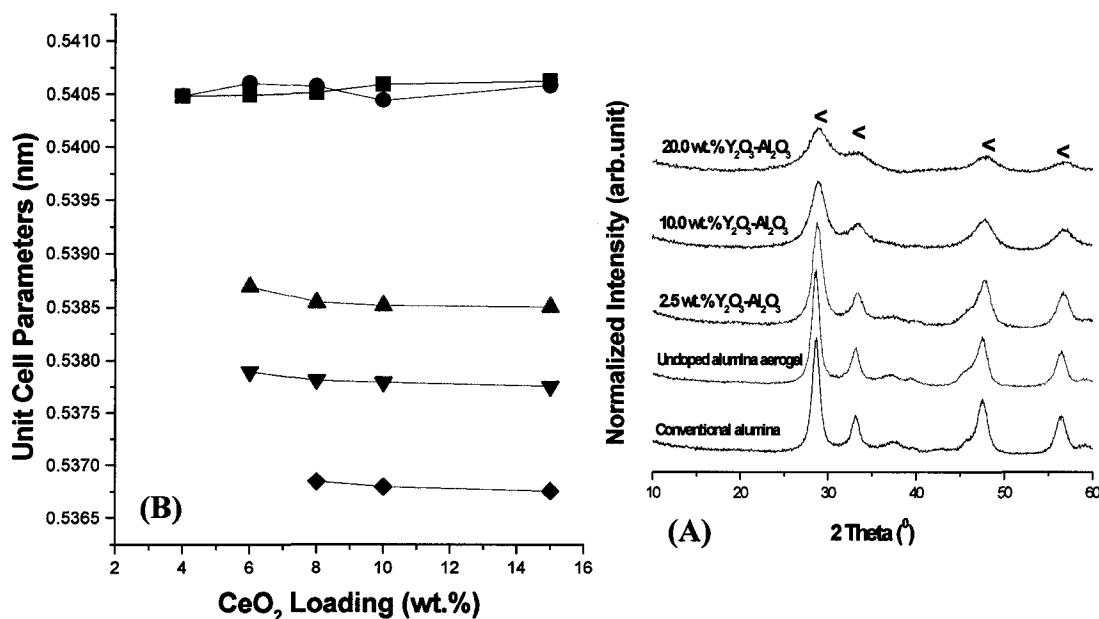 0.5410
0.5405
0.5400
0.5395
0.5390
0.5385
0.5380
0.5375
0.5370
0.5365
Unit Cell Parameters (nm)
(B)
2 4 6 8 10 12 14 16
CeO₂ Loading (wt.%)
Normalized Intensity (arb.unit)
< < < <
20.0 wt.% Y₂O₃-Al₂O₃
10.0 wt.% Y₂O₃-Al₂O₃
2.5 wt.% Y₂O₃-Al₂O₃
Undoped alumina aerogel
Conventional alumina
10 20 30 40 50 60
(A)
2 Theta (⁰)